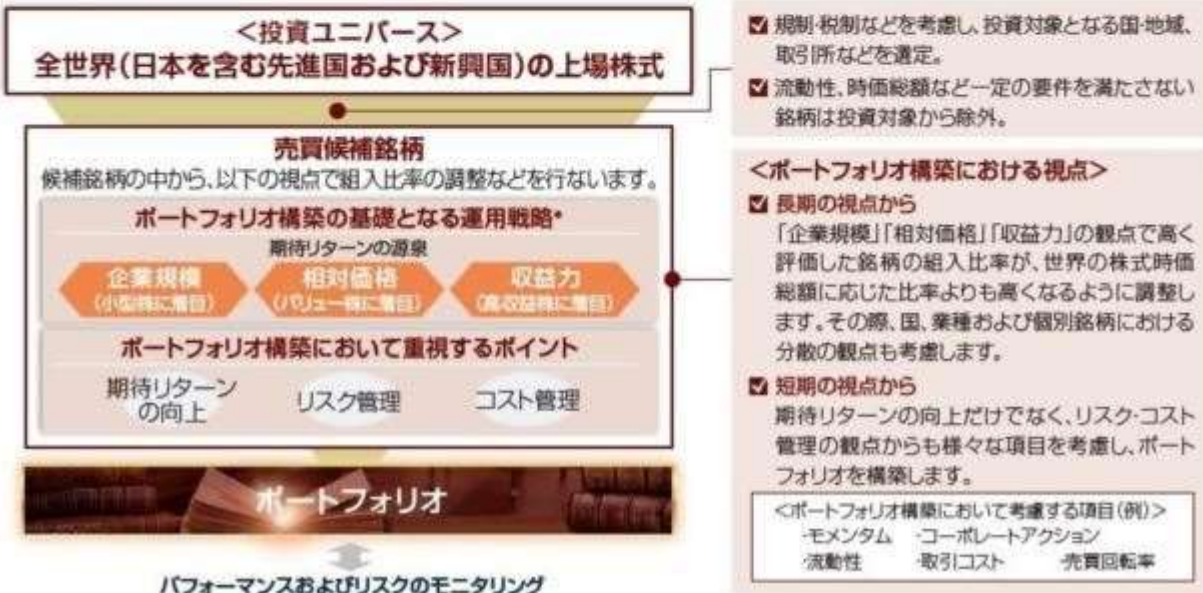 <投資ユニバース>
全世界(日本を含む先進国および新興国)の上場株式
売買候補銘柄
候補銘柄の中から、以下の視点で組入比率の調整などを行ないます。
ポートフォリオ構築の基礎となる運用戦略*
期待リターンの源泉
企業規模
(小型株に着目)
相対価格
(バリュー株に着目)
収益力
(高収益株に着目)
ポートフォリオ構築において重視するポイント
期待リターン
の向上
リスク管理
コスト管理
ポートフォリオ
パフォーマンスおよびリスクのモニタリング
規制・税制などを考慮し、投資対象となる国・地域、
取引所などを選定。
流動性、時価総額など一定の要件を満たさない
銘柄は投資対象から除外。
<ポートフォリオ構築における視点>
長期の視点から
「企業規模」「相対価格」「収益力」の観点で高く
評価した銘柄の組入比率が、世界の株式時価
総額に応じた比率よりも高くなるように調整し
ます。その際、国、業種および個別銘柄における
分散の観点も考慮します。
短期の視点から
期待リターンの向上だけでなく、リスク・コスト
管理の観点からも様々な項目を考慮し、ポート
フォリオを構築します。
<ポートフォリオ構築において考慮する項目(例)>
・モメンタム ・コーポレートアクション
・流動性 ・取引コスト ・売買回転率